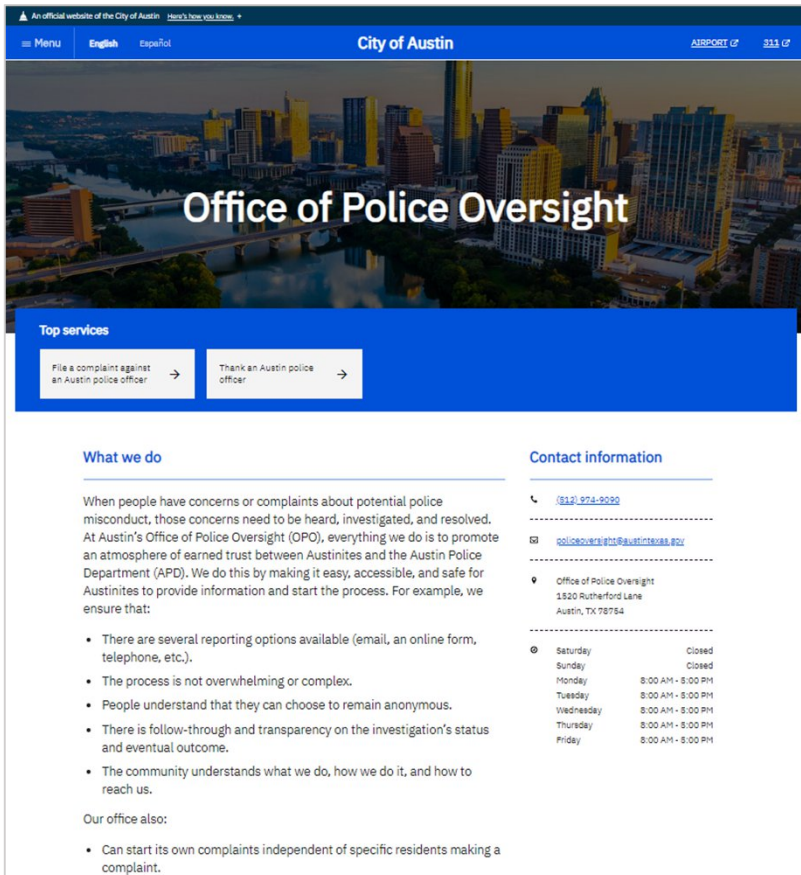 An official website of the City of Austin Here's how you know. +
Menu English Español City of Austin AIRPORT 311
Office of Police Oversight
Top services
File a complaint against
an Austin police officer
Thank an Austin police
officer
What we do
When people have concerns or complaints about potential police
misconduct, those concerns need to be heard, investigated, and resolved.
At Austin's Office of Police Oversight (OPO), everything we do is to promote
an atmosphere of earned trust between Austinites and the Austin Police
Department (APD). We do this by making it easy, accessible, and safe for
Austinites to provide information and start the process. For example, we
ensure that:
• There are several reporting options available (email, an online form,
telephone, etc.).
• The process is not overwhelming or complex.
• People understand that they can choose to remain anonymous.
• There is follow-through and transparency on the investigation's status
and eventual outcome.
• The community understands what we do, how we do it, and how to
reach us.
Our office also:
• Can start its own complaints independent of specific residents making a
complaint.
Contact information
(512) 974-9090
policeoversight@austintexas.gov
Office of Police Oversight
1520 Rutherford Lane
Austin, TX 78754
Saturday Closed
Sunday Closed
Monday 8:00 AM - 5:00 PM
Tuesday 8:00 AM - 5:00 PM
Wednesday 8:00 AM - 5:00 PM
Thursday 8:00 AM - 5:00 PM
Friday 8:00 AM - 5:00 PM